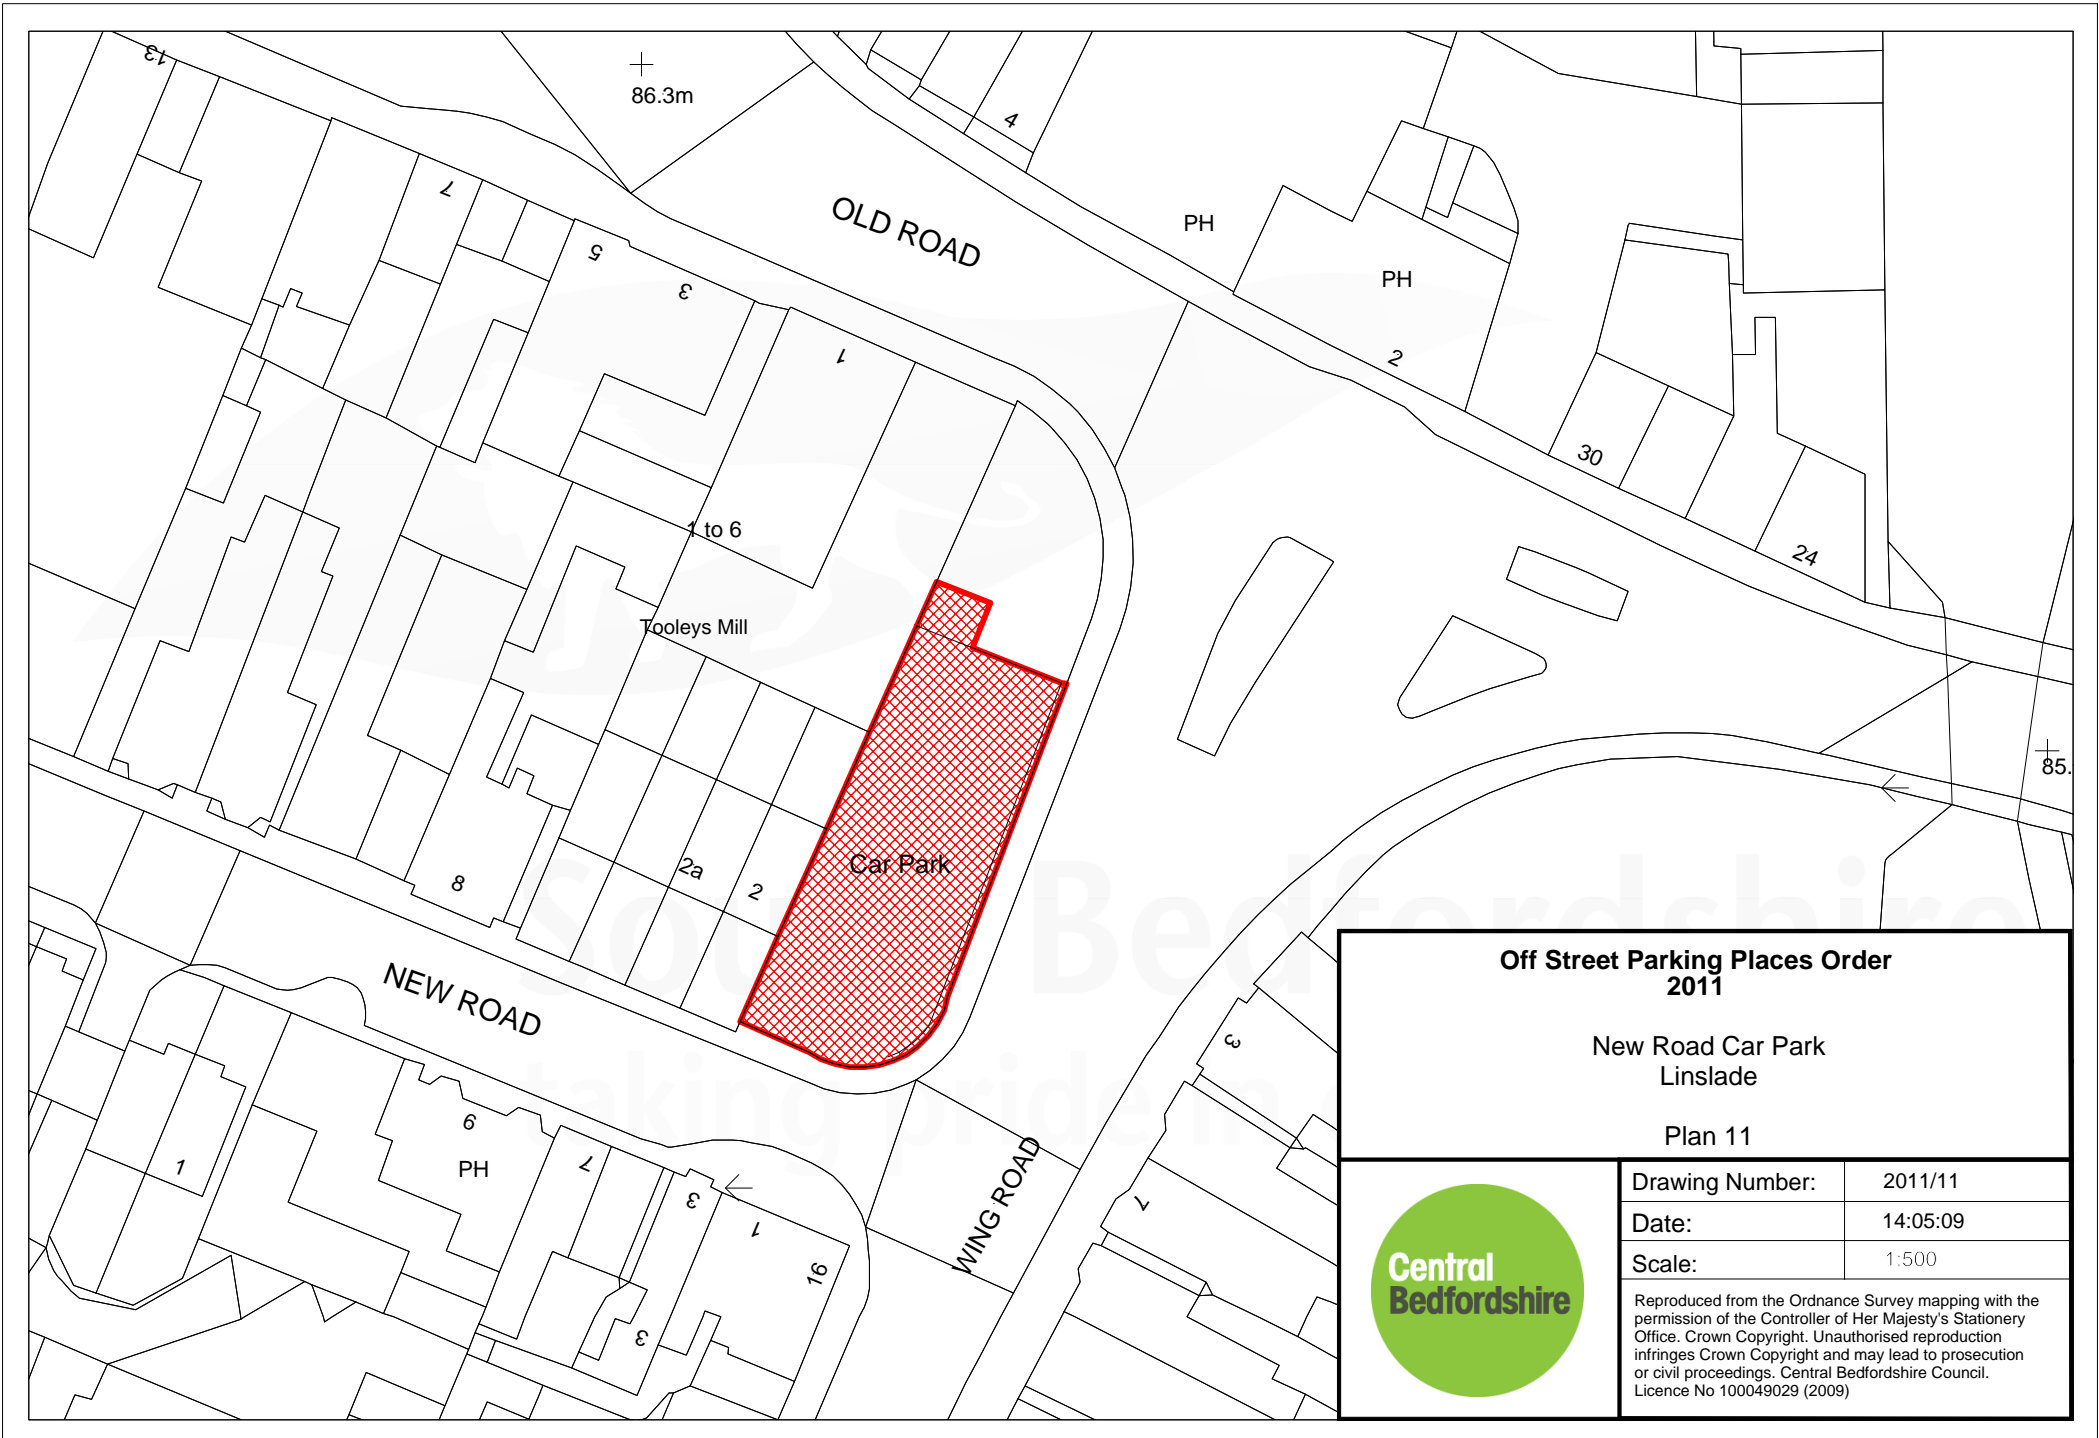 13
86.3m
4
7
OLD ROAD
PH
5
PH
3
1
2
30
1 to 6
24
Tooleys Mill
85.
Car Park
2a
8
2
South Bedfordshire
Off Street Parking Places Order
2011
NEW ROAD
3
New Road Car Park
Linslade
taking pride in
6
Plan 11
1
PH
7
3
WING ROAD
Drawing Number: 2011/11
7
1
Date: 14:05:09
16
Central
Bedfordshire
Scale: 1:500
3
Reproduced from the Ordnance Survey mapping with the
permission of the Controller of Her Majesty's Stationery
Office. Crown Copyright. Unauthorised reproduction
infringes Crown Copyright and may lead to prosecution
or civil proceedings. Central Bedfordshire Council.
Licence No 100049029 (2009)